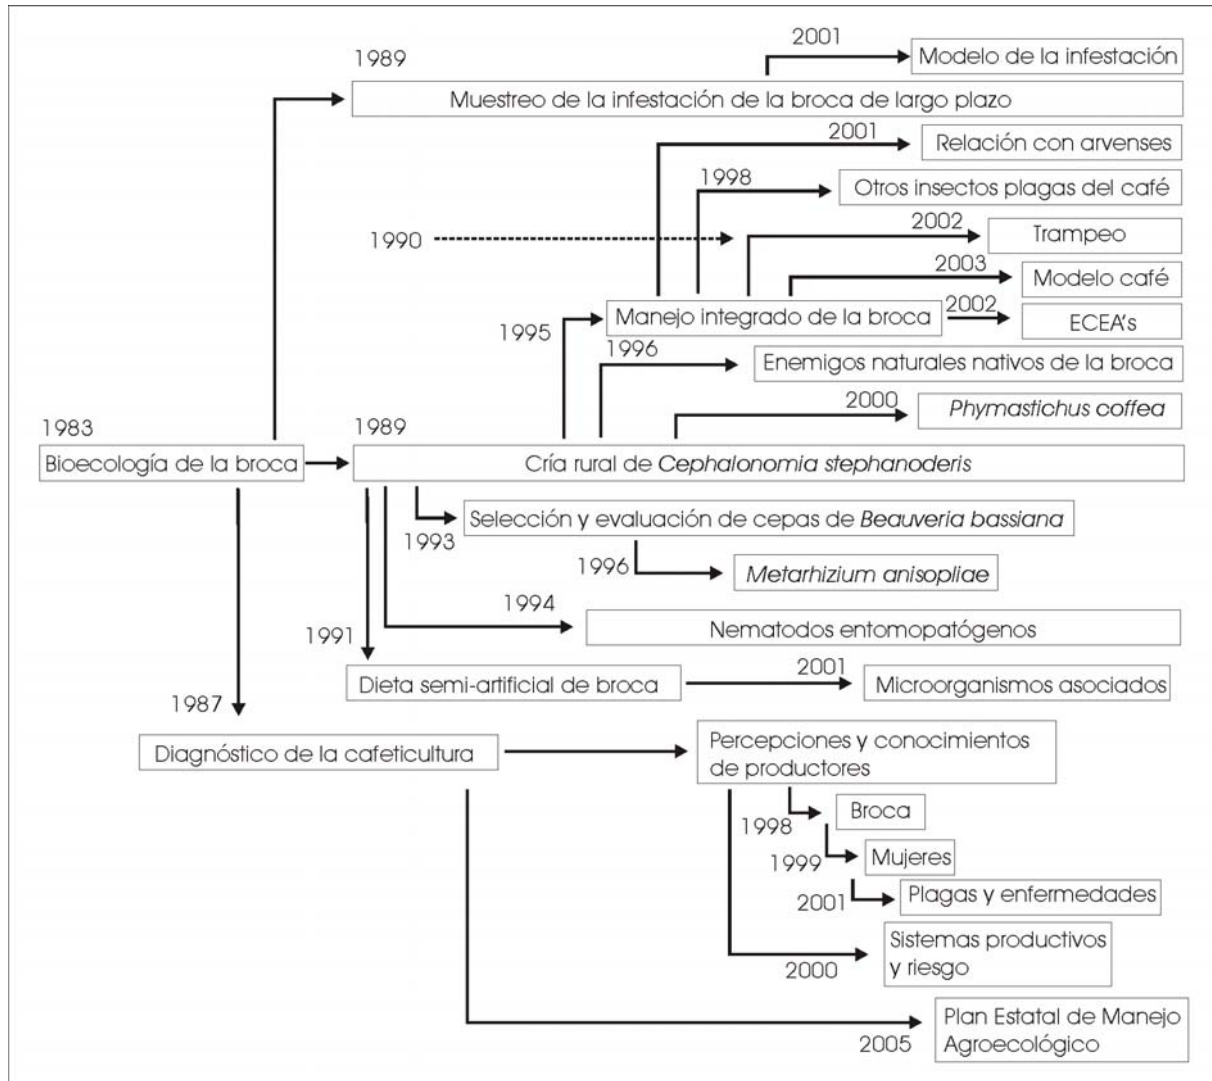 2001
Modelo de la infestación
1989
Muestreo de la infestación de la broca de largo plazo
2001
Relación con arvenses
1998
Otros insectos plagas del café
1990
2002
Trampeo
2003
Modelo café
Manejo integrado de la broca
2002
ECEA's
1995
1996
Enemigos naturales nativos de la broca
2000
Phymastichus coffea
1983
Bioecología de la broca
1989
Cría rural de Cephalonomia stephanoderis
1993
Selección y evaluación de cepas de Beauveria bassiana
1996
Metarhizium anisopliae
1994
Nematodos entomopatógenos
1991
Dieta semi-artificial de broca
2001
Microorganismos asociados
1987
Diagnóstico de la cafeticultura
Percepciones y conocimientos
de productores
1998
Broca
1999
Mujeres
2001
Plagas y enfermedades
2000
Sistemas productivos
y riesgo
2005
Plan Estatal de Manejo
Agroecológico